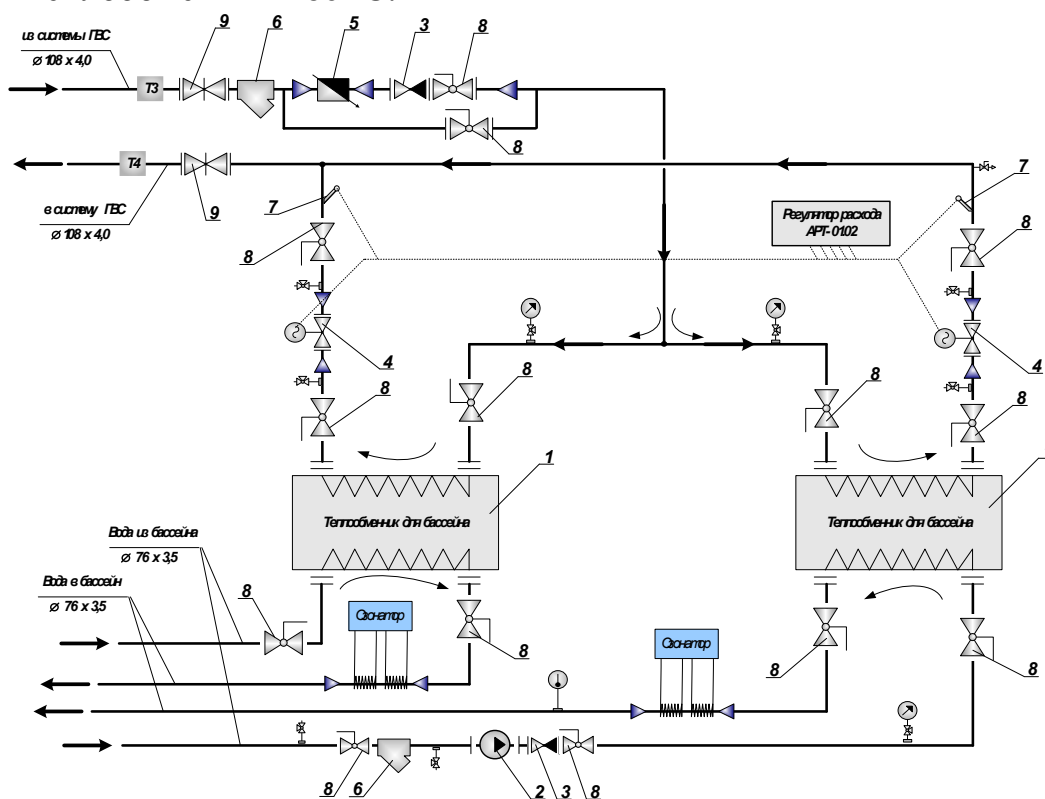 из системы ГВС
⌀ 108 x 4,0
9
6
5
3
8
Т3
8
Т4
9
в систему ГВС
⌀ 108 x 4,0
7
7
Регулятор расхода
АРТ-01.02
8
8
4
4
8
8
8
8
1
Теплообменник для бассейна
Теплообменник для бассейна
Вода из бассейна
⌀ 76 x 3,5
Вода в бассейн
⌀ 76 x 3,5
8
Озонатор
8
Озонатор
8
8
8
6
2
3
8